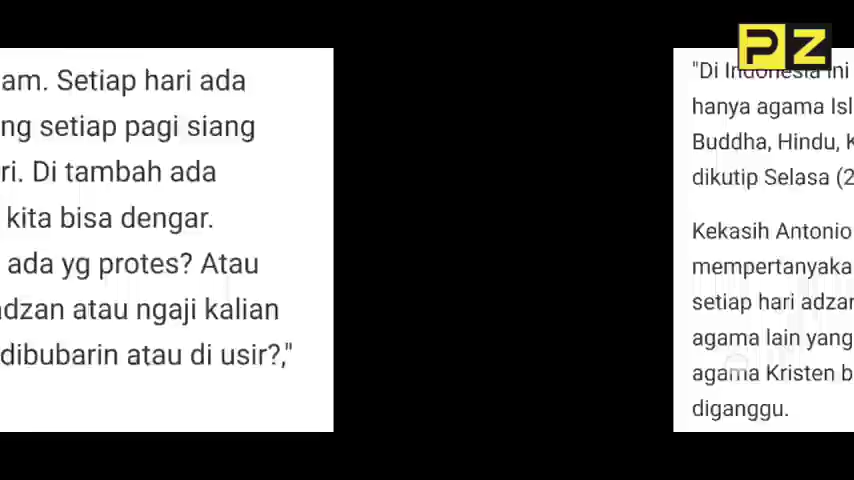 am. Setiap hari ada
ng setiap pagi siang
ri. Di tambah ada
kita bisa dengar.
ada yg protes? Atau
dzan atau ngaji kalian
dibubarin atau di usir?,"
PZ
"Di Indonesia ini
hanya agama Isl
Buddha, Hindu, K
dikutip Selasa (2
Kekasih Antonio
mempertanyaka
setiap hari adzan
agama lain yang
agama Kristen b
diganggu.